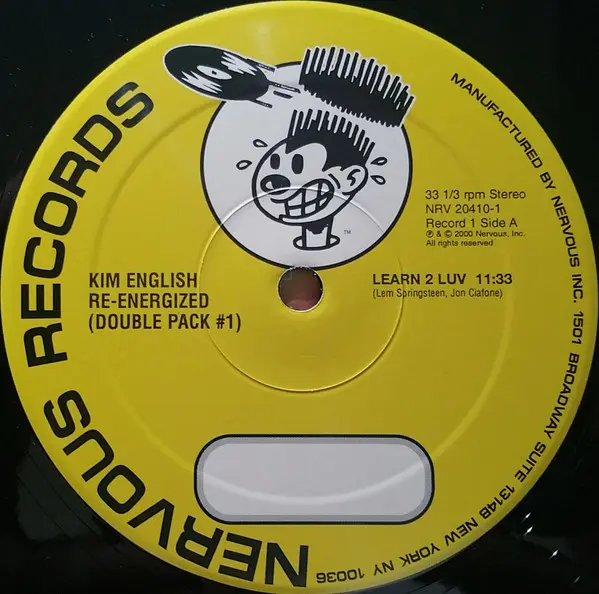 NERVOUS RECORDS
MANUFACTURED BY NERVOUS INC. 1501 BROADWAY SUITE 1314B NEW YORK NY 10036
33 1/3 rpm Stereo
NRV 20410-1
Record 1 Side A
℗ & © 2000 Nervous, Inc.
All rights reserved
TM
KIM ENGLISH
RE-ENERGIZED
(DOUBLE PACK #1)
LEARN 2 LUV 11:33
(Lem Springsteen, Jon Ciafone)